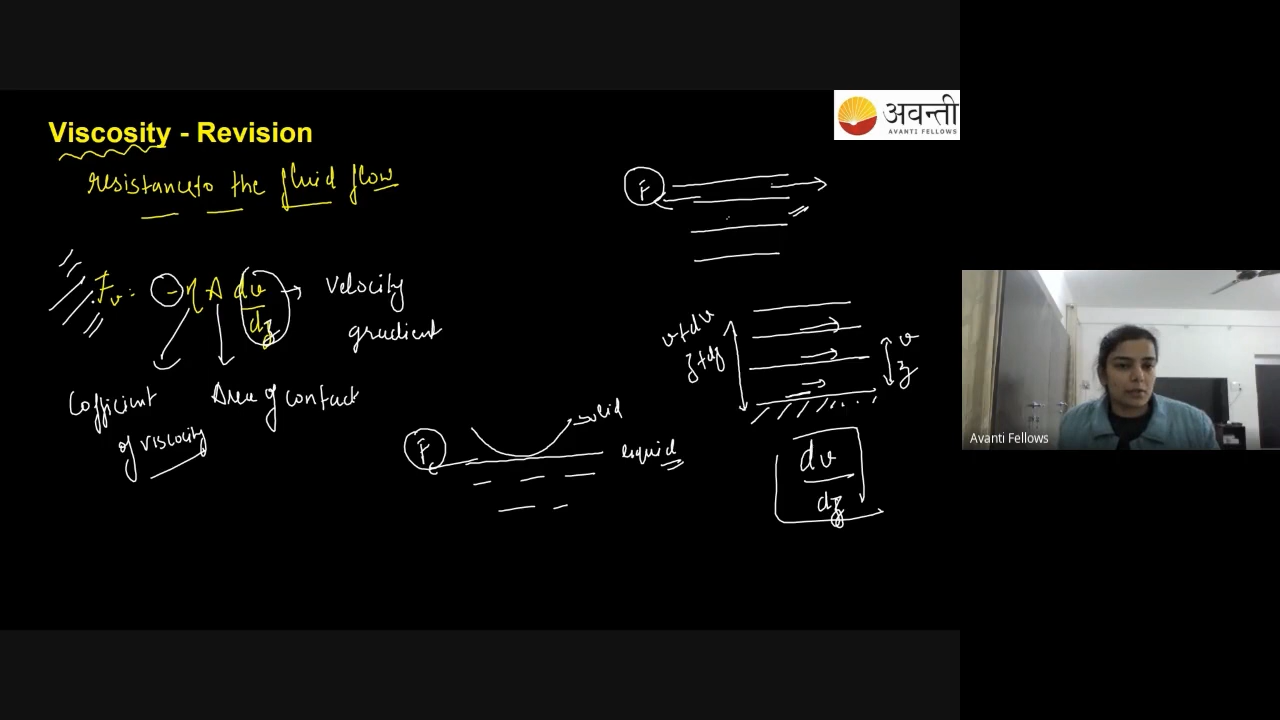 Viscosity - Revision
अवन्ती
AVANTI FELLOWS
resistance to the fluid flow
F
Fv = - η A dv/dz → velocity
gradient
Cofficient
of viscosity
Area of contact
F
solid
liquid
v+dv
z+dz
v
z
dv
dz
Avanti Fellows